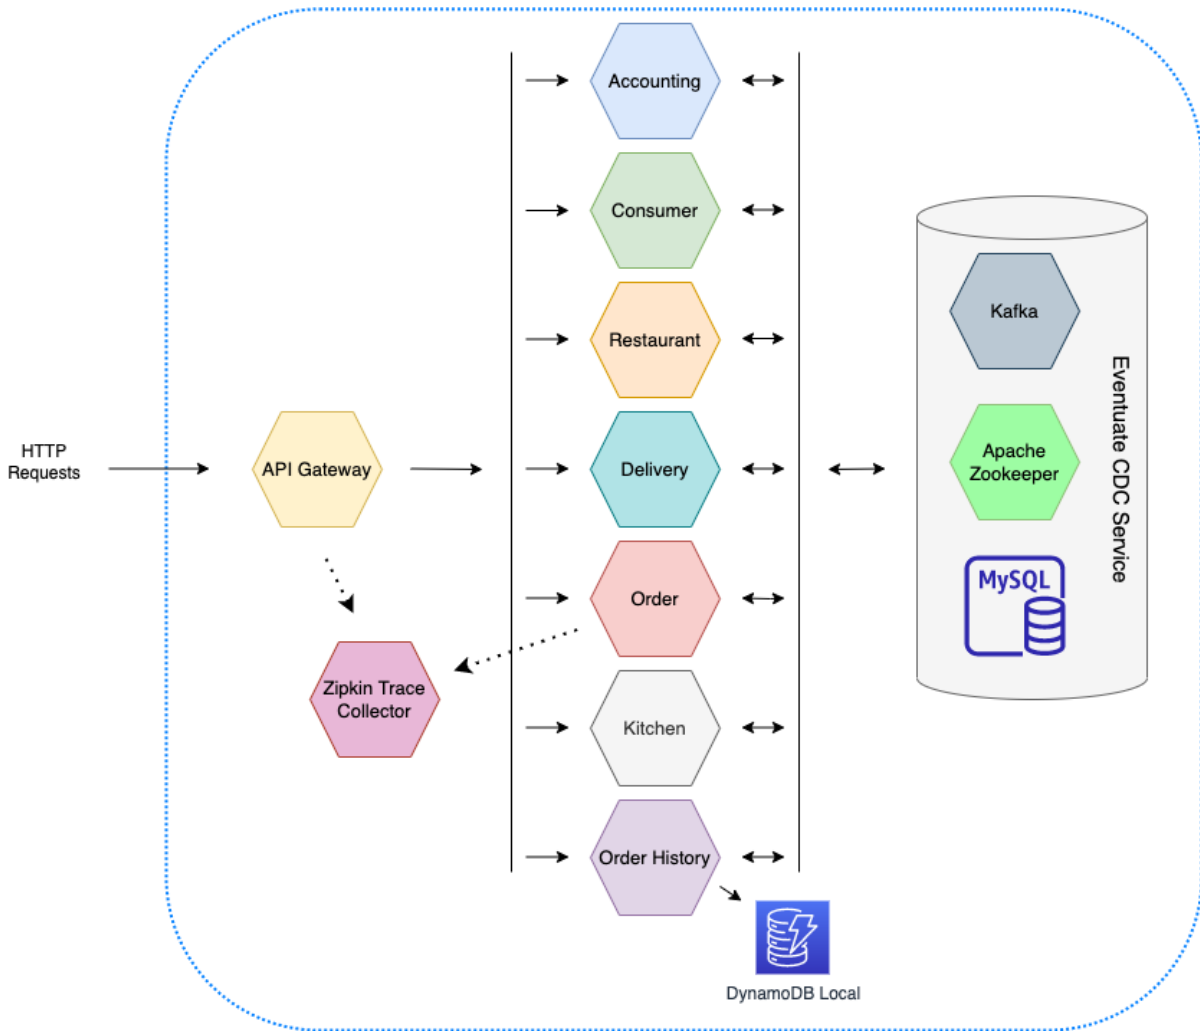 HTTP
Requests
API Gateway
Zipkin Trace
Collector
Accounting
Consumer
Restaurant
Delivery
Order
Kitchen
Order History
DynamoDB Local
Kafka
Apache
Zookeeper
MySQL
Eventuate CDC Service